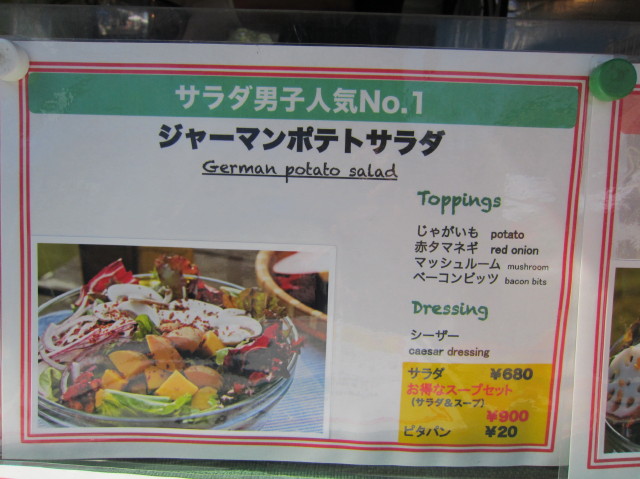 サラダ男子人気No.1
ジャーマンポテトサラダ
German potato salad
Toppings
じゃがいも potato
赤タマネギ red onion
マッシュルーム mushroom
ベーコンビッツ bacon bits
Dressing
シーザー
caesar dressing
サラダ ¥680
お得なスープセット
(サラダ&スープ)
¥900
ピタパン ¥20